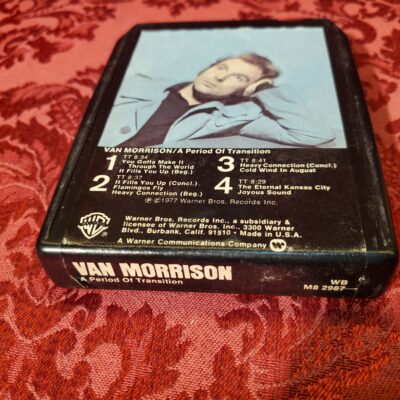 VAN MORRISON/A Period Of Transition
1 TT 8:34
You Gotta Make It
Through The World
It Fills You Up (Beg.)
2 TT 8:37
It Fills You Up (Concl.)
Flamingos Fly
Heavy Connection (Beg.)
3 TT 8:41
Heavy Connection (Concl.)
Cold Wind In August
4 TT 8:29
The Eternal Kansas City
Joyous Sound
℗©1977 Warner Bros. Records Inc.
Warner Bros. Records Inc., a subsidiary &
licensee of Warner Bros. Inc., 3300 Warner
Blvd., Burbank, Calif. 91510 • Made in U.S.A.
A Warner Communications Company
VAN MORRISON
A Period Of Transition
WB
M8 2987